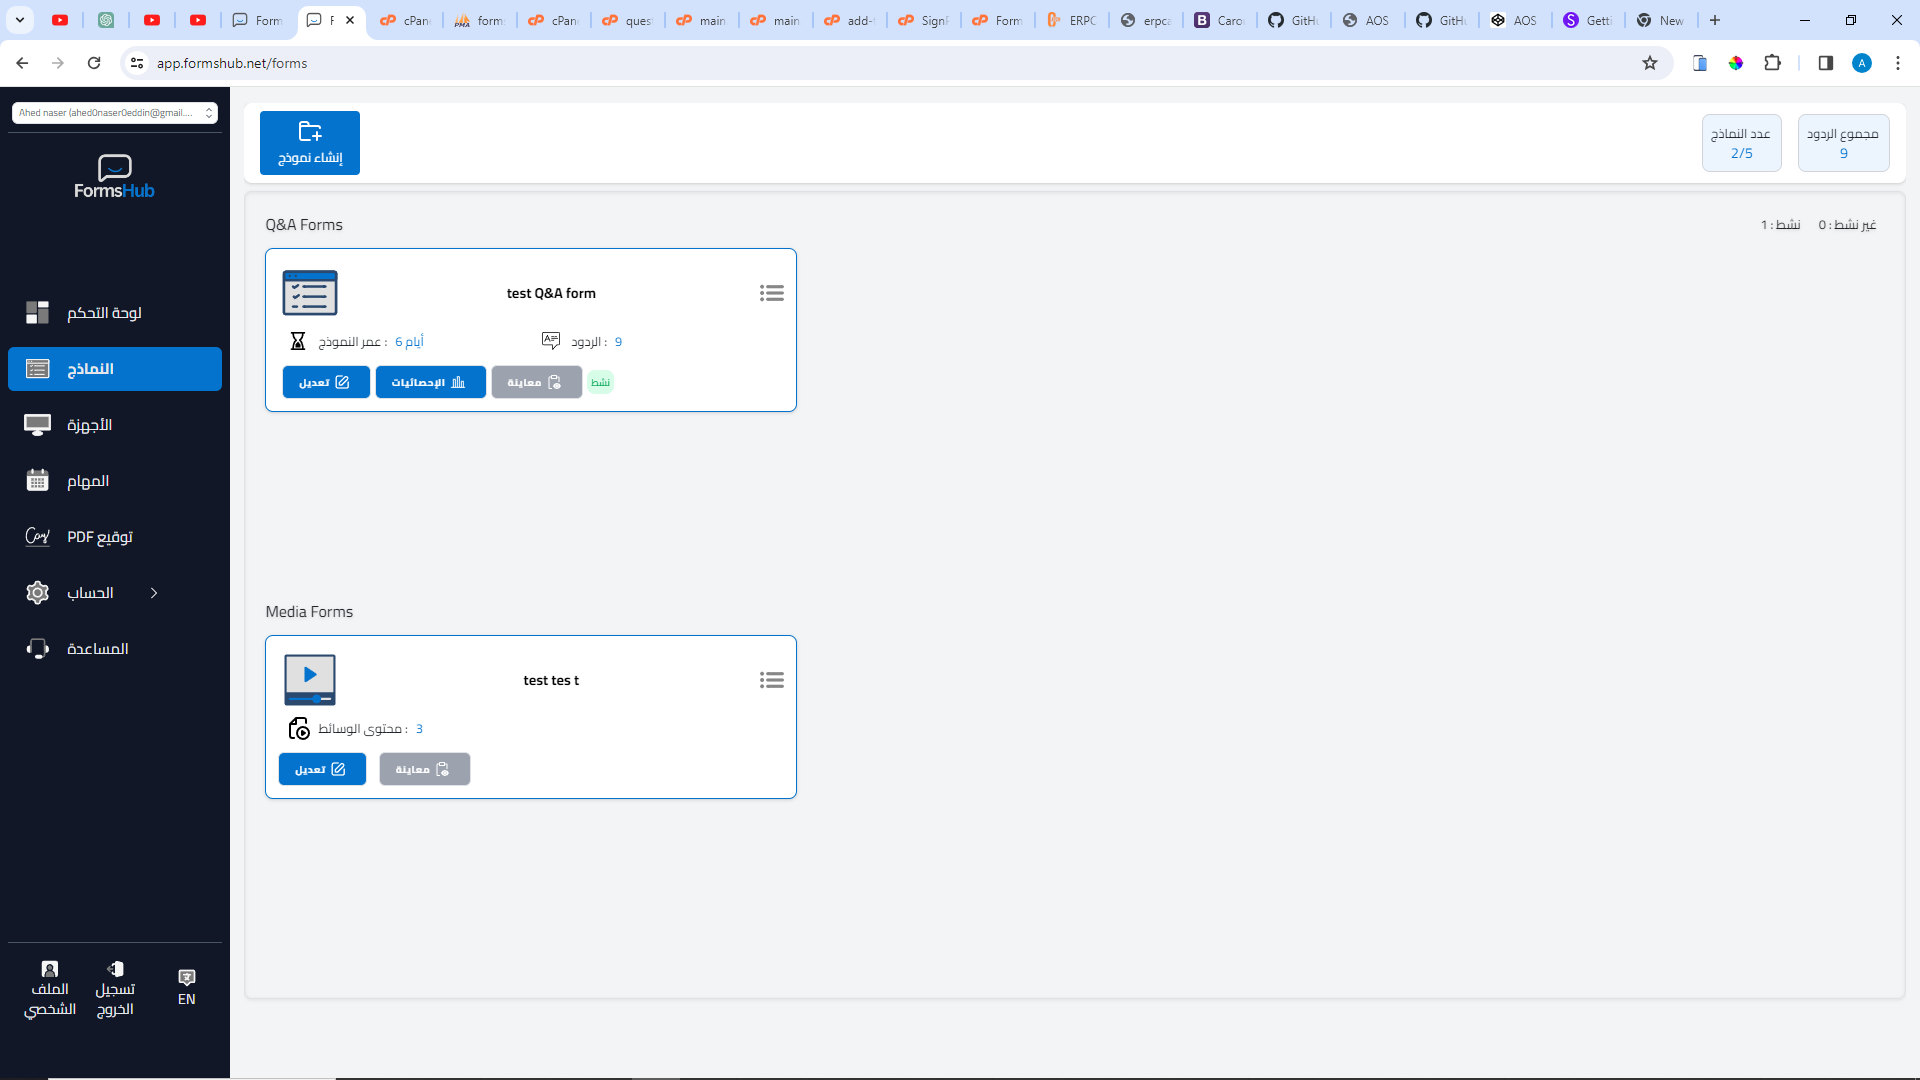 Form
F
cPan
form
cPan
ques
main
main
add-
Sign
Form
ERPC
erpca
Caro
GitHu
AOS
GitHu
AOS
Getti
New
app.formshub.net/forms
A
Ahed naser (ahed0naser0eddin@gmail....
FormsHub
لوحة التحكم
النماذج
الأجهزة
المهام
توقيع PDF
الحساب
المساعدة
الملف الشخصي
تسجيل الخروج
EN
إنشاء نموذج
عدد النماذج
2/5
مجموع الردود
9
Q&A Forms
نشط : 1
غير نشط : 0
test Q&A form
عمر النموذج : 6 أيام
الردود : 9
تعديل
الإحصائيات
معاينة
نشط
Media Forms
test tes t
محتوى الوسائط : 3
تعديل
معاينة